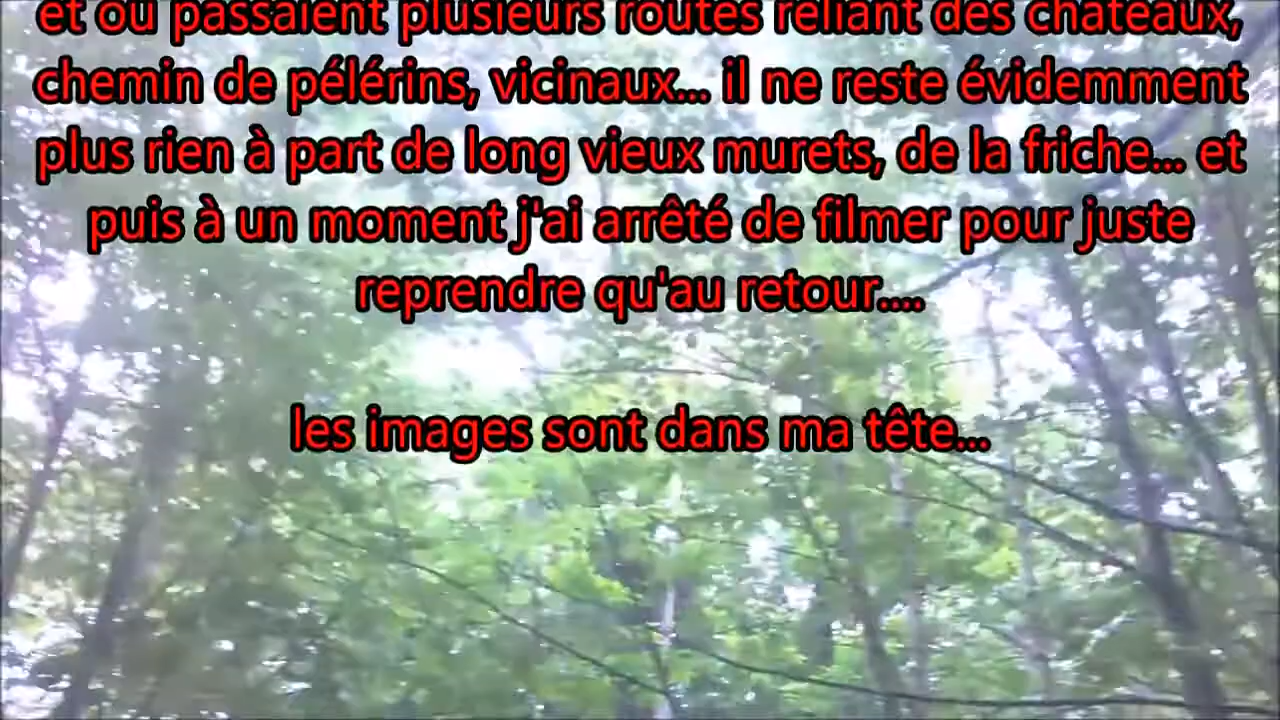 et où passaient plusieurs routes reliant des châteaux,
chemin de pélérins, vicinaux... il ne reste évidemment
plus rien à part de long vieux murets, de la friche... et
puis à un moment j'ai arrêté de filmer pour juste
reprendre qu'au retour....
les images sont dans ma tête...